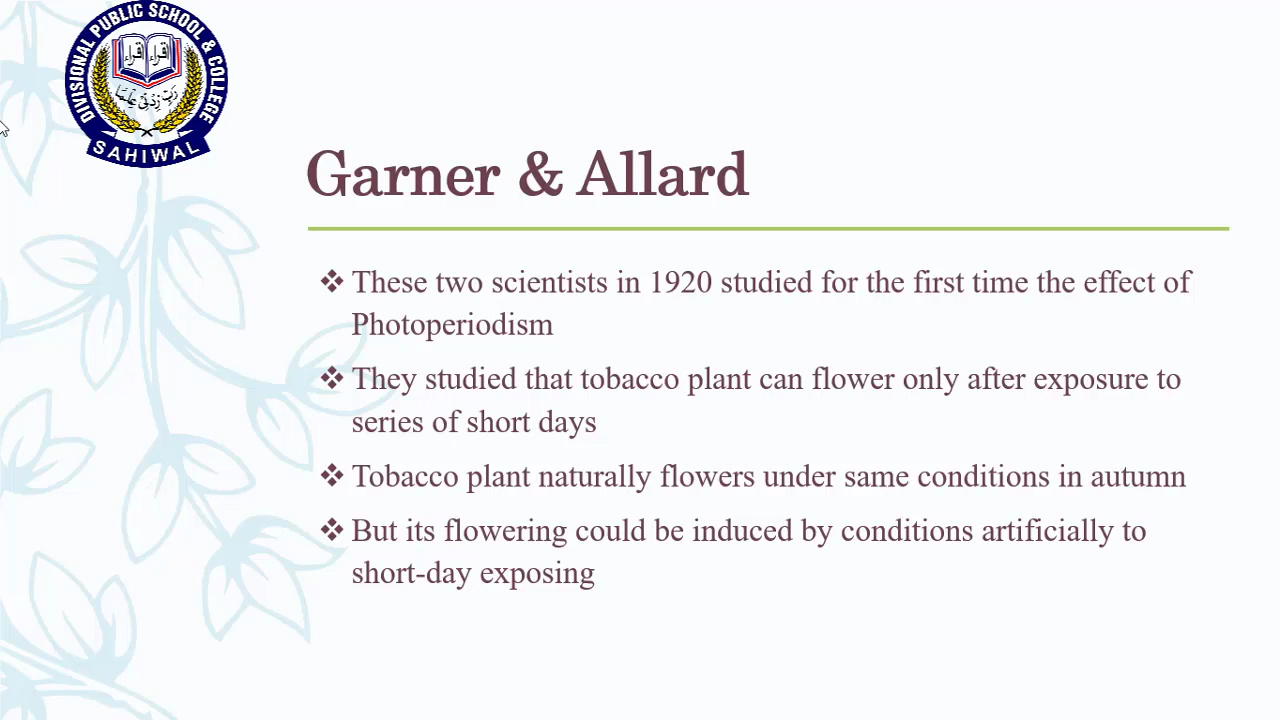 DIVISIONAL PUBLIC SCHOOL & COLLEGE
اقراء اقراء
رَبِّ زِدْنِیْ عِلْمًا
SAHIWAL
Garner & Allard
❖ These two scientists in 1920 studied for the first time the effect of
Photoperiodism
❖ They studied that tobacco plant can flower only after exposure to
series of short days
❖ Tobacco plant naturally flowers under same conditions in autumn
❖ But its flowering could be induced by conditions artificially to
short-day exposing